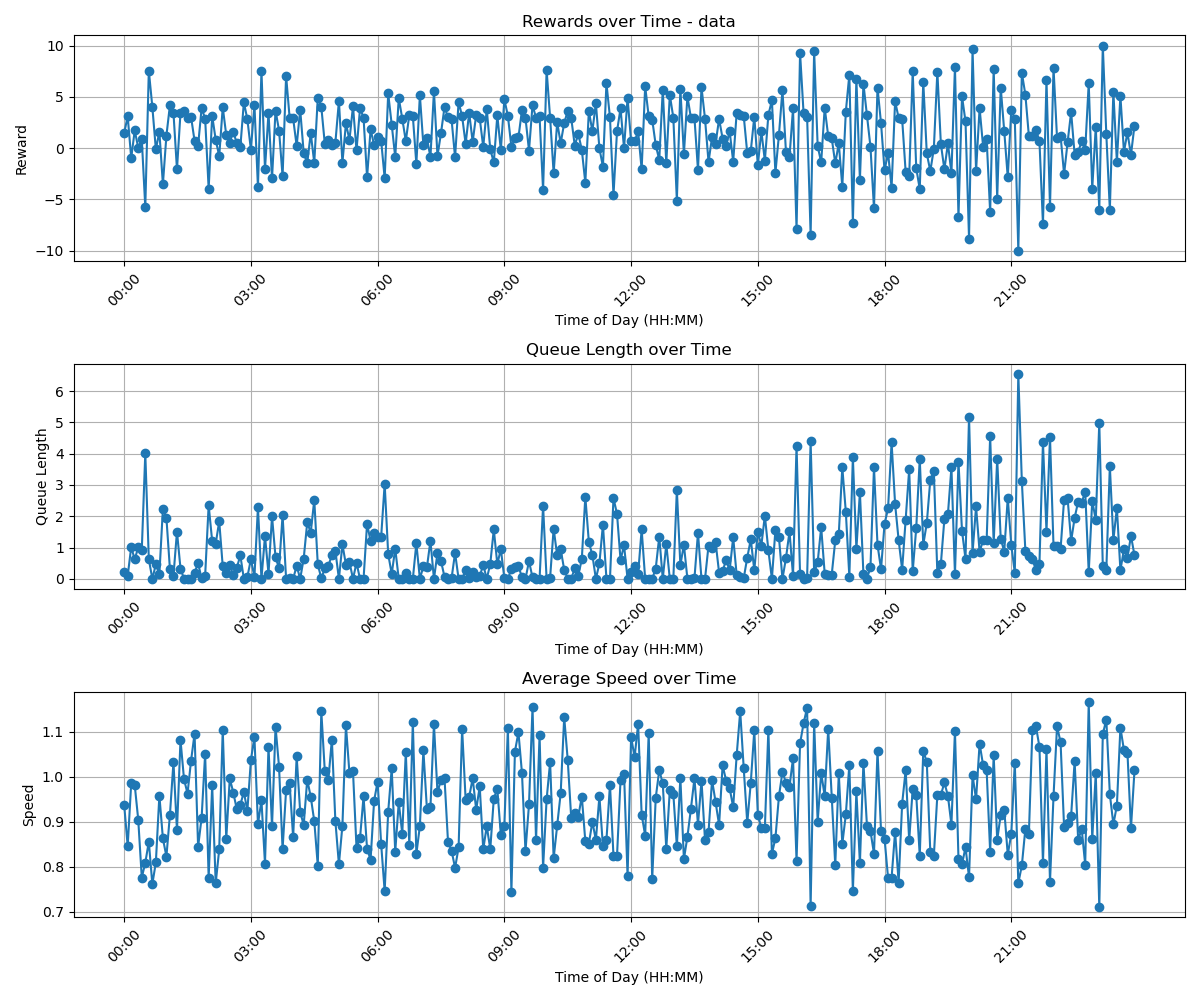 Rewards over Time - data
10
5
0
−5
−10
Reward
00:00 03:00 06:00 09:00 12:00 15:00 18:00 21:00
Time of Day (HH:MM)
Queue Length over Time
6
5
4
3
2
1
0
Queue Length
00:00 03:00 06:00 09:00 12:00 15:00 18:00 21:00
Time of Day (HH:MM)
Average Speed over Time
1.1
1.0
0.9
0.8
0.7
Speed
00:00 03:00 06:00 09:00 12:00 15:00 18:00 21:00
Time of Day (HH:MM)